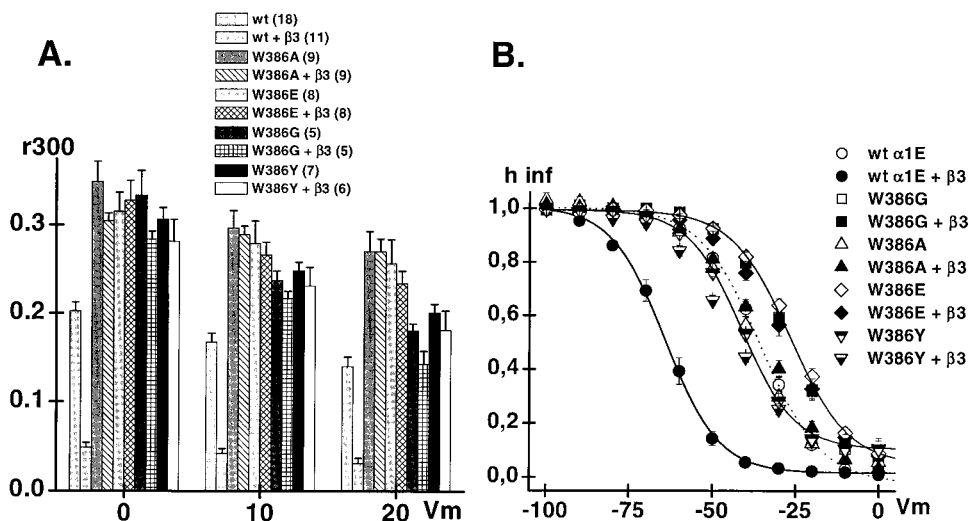 A.
r300
wt (18)
wt + β3 (11)
W386A (9)
W386A + β3 (9)
W386E (8)
W386E + β3 (8)
W386G (5)
W386G + β3 (5)
W386Y (7)
W386Y + β3 (6)
0.3
0.2
0.1
0.0
0 10 20 Vm
B.
h inf
wt α1E
wt α1E + β3
W386G
W386G + β3
W386A
W386A + β3
W386E
W386E + β3
W386Y
W386Y + β3
1,0
0,8
0,6
0,4
0,2
0,0
-100 -75 -50 -25 0 Vm